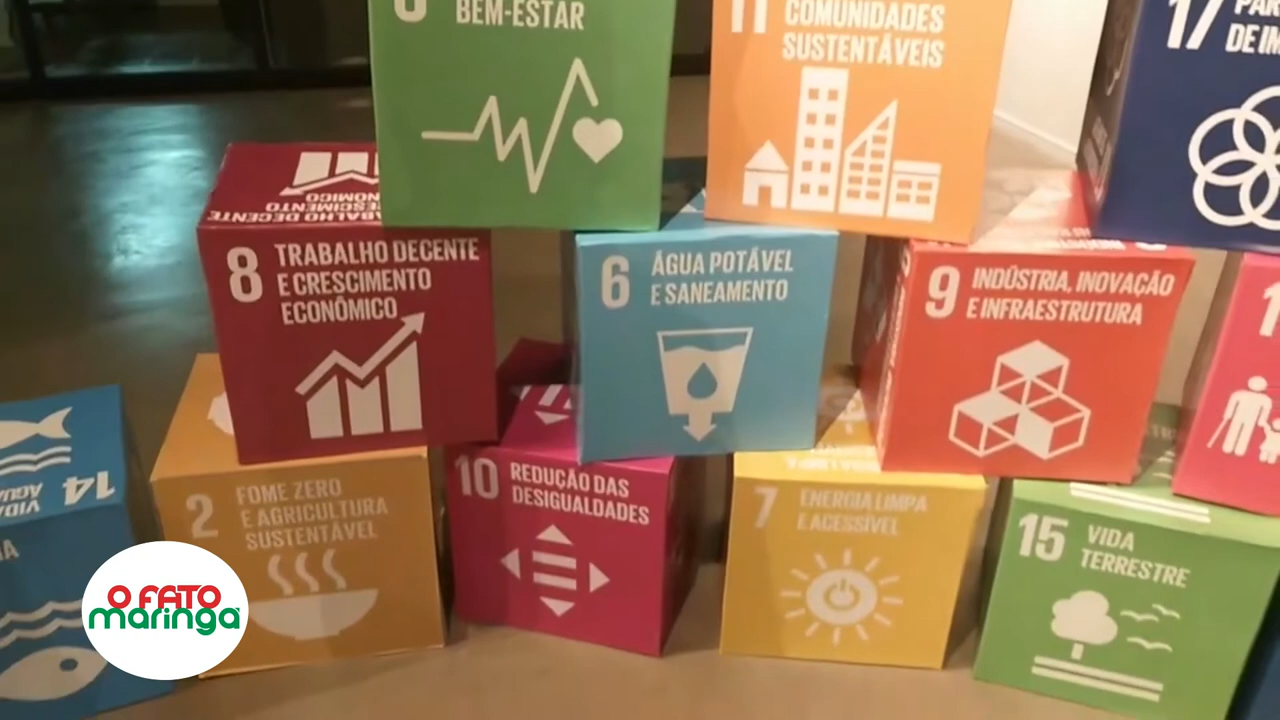 BEM-ESTAR
11
COMUNIDADES
SUSTENTÁVEIS
17
8 TRABALHO DECENTE
E CRESCIMENTO
ECONÔMICO
TRABALHO DECENTE
6 ÁGUA POTÁVEL
E SANEAMENTO
9 INDÚSTRIA, INOVAÇÃO
E INFRAESTRUTURA
14
2 FOME ZERO
E AGRICULTURA
SUSTENTÁVEL
10 REDUÇÃO DAS
DESIGUALDADES
7 ENERGIA LIMPA
E ACESSÍVEL
15 VIDA
TERRESTRE
O FATO
maringá